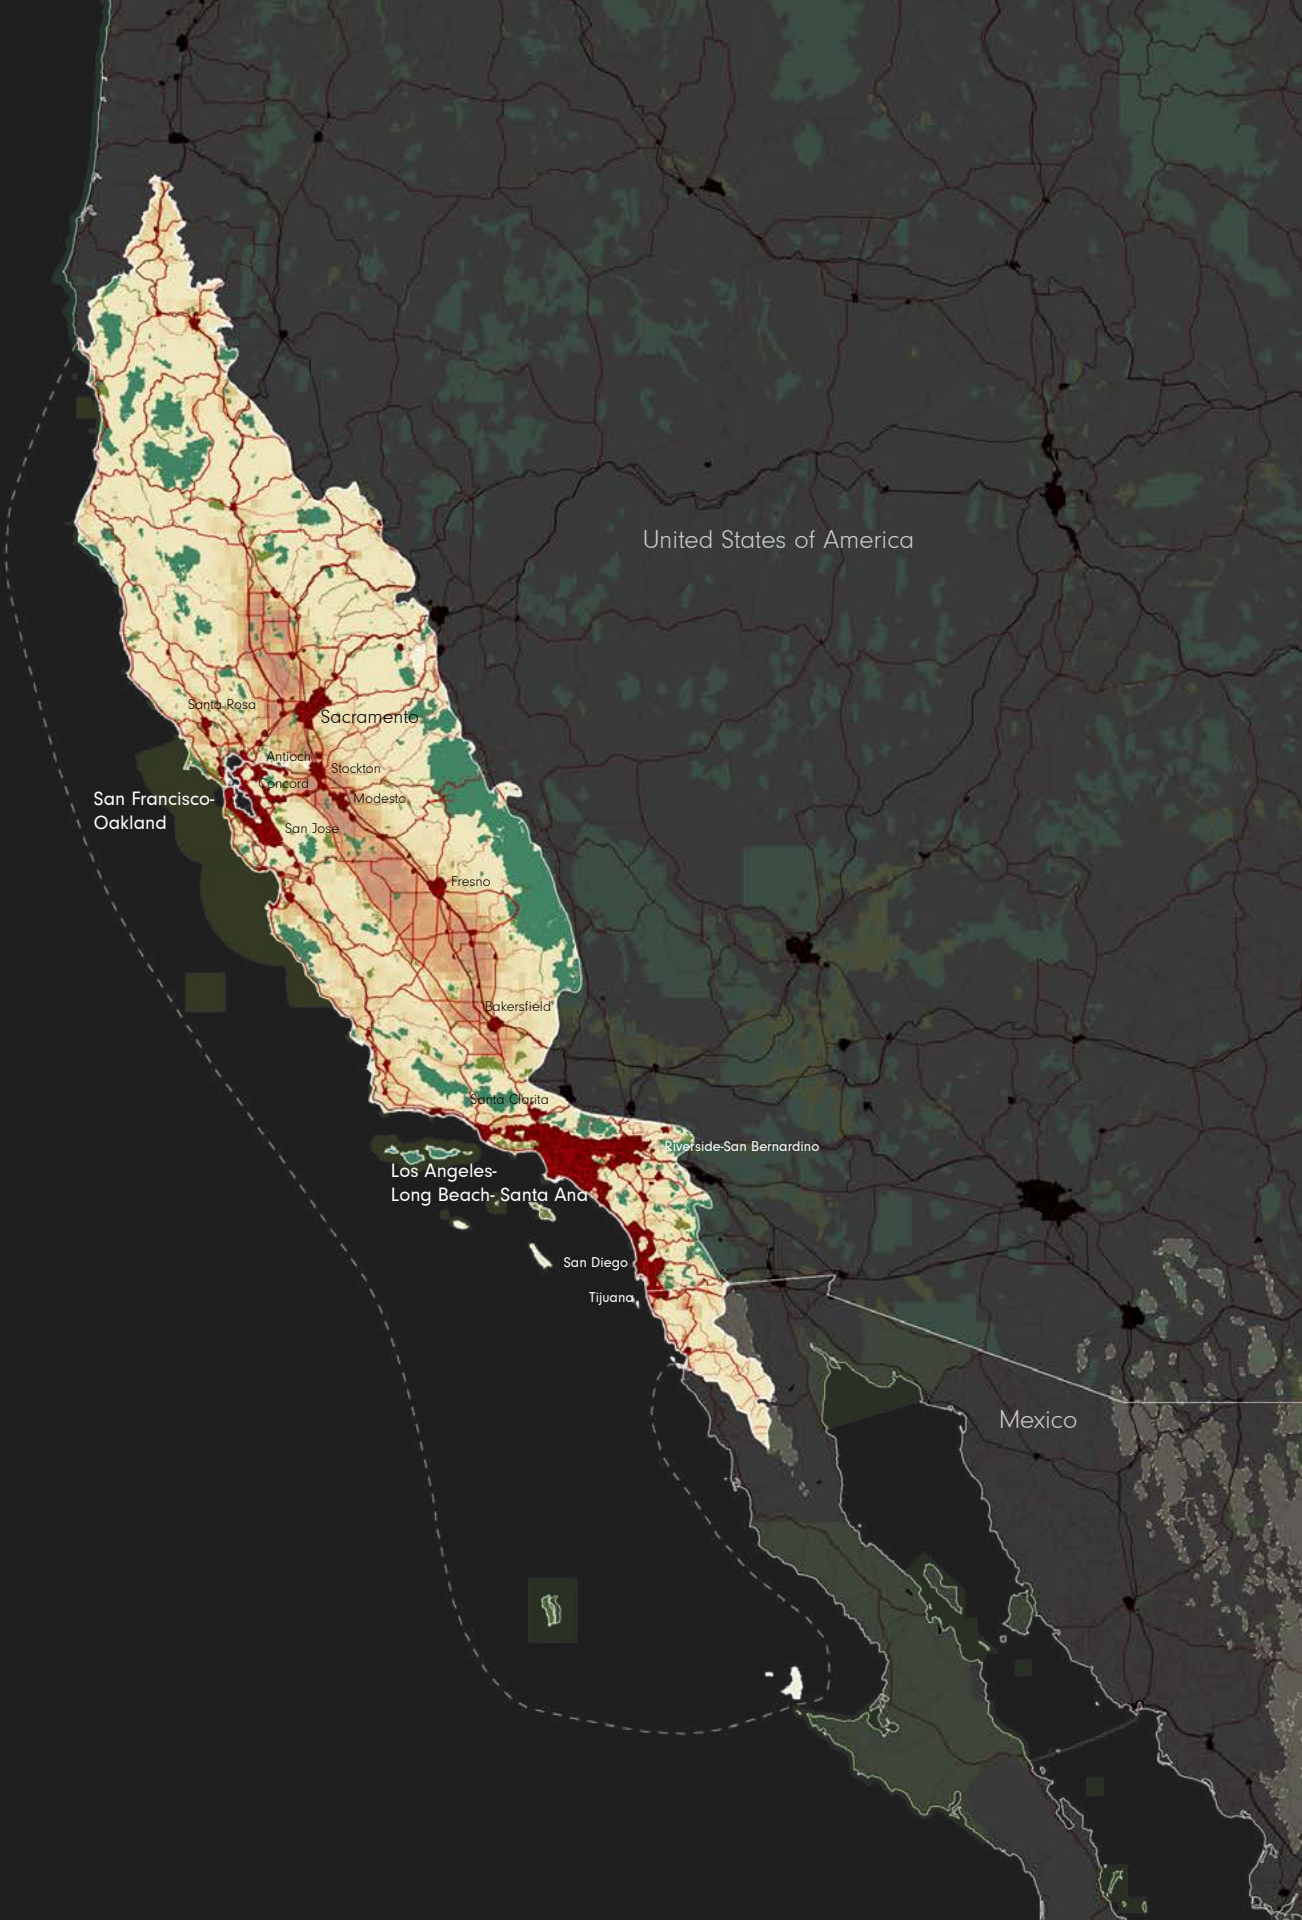 United States of America
Santa Rosa
Sacramento
Antioch
Stockton
Concord
San Francisco-
Oakland
Modesto
San Jose
Fresno
Bakersfield
Santa Clarita
Riverside-San Bernardino
Los Angeles-
Long Beach- Santa Ana
San Diego
Tijuana
Mexico